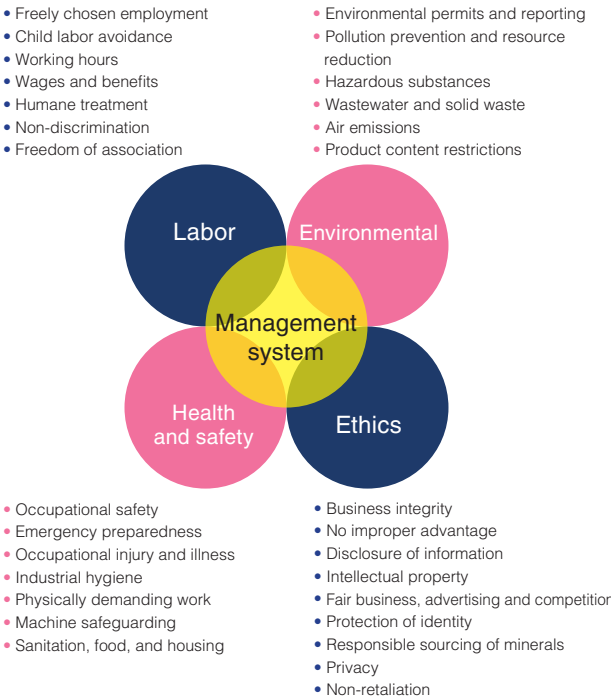 • Freely chosen employment
• Child labor avoidance
• Working hours
• Wages and benefits
• Humane treatment
• Non-discrimination
• Freedom of association
• Environmental permits and reporting
• Pollution prevention and resource
reduction
• Hazardous substances
• Wastewater and solid waste
• Air emissions
• Product content restrictions
Labor
Environmental
Management
system
Health
and safety
Ethics
• Occupational safety
• Emergency preparedness
• Occupational injury and illness
• Industrial hygiene
• Physically demanding work
• Machine safeguarding
• Sanitation, food, and housing
• Business integrity
• No improper advantage
• Disclosure of information
• Intellectual property
• Fair business, advertising and competition
• Protection of identity
• Responsible sourcing of minerals
• Privacy
• Non-retaliation